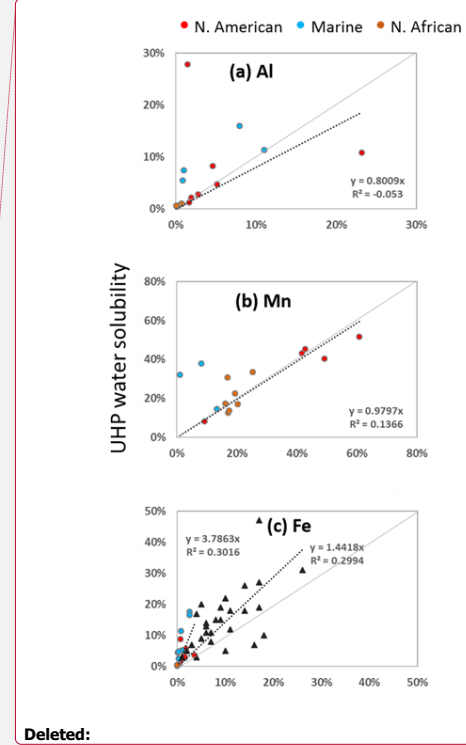 N. American Marine N. African
(a) Al
30%
20%
10%
0%
y = 0.8009x
R² = -0.053
0% 10% 20% 30%
UHP water solubility
(b) Mn
80%
60%
40%
20%
0%
y = 0.9797x
R² = 0.1366
0% 20% 40% 60% 80%
(c) Fe
50%
40%
30%
20%
10%
0%
y = 3.7863x
R² = 0.3016
y = 1.4418x
R² = 0.2994
0% 10% 20% 30% 40% 50%
Deleted: